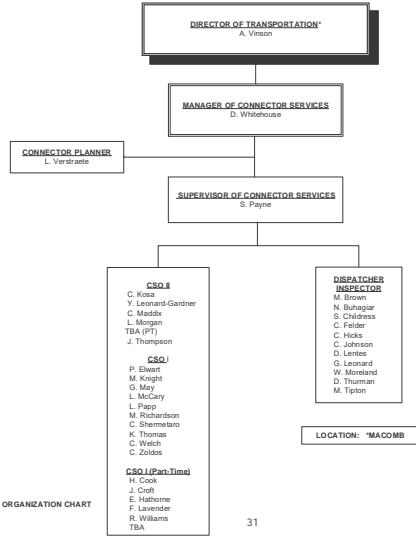 DIRECTOR OF TRANSPORTATION*
A. Vinson
MANAGER OF CONNECTOR SERVICES
D. Whitehouse
CONNECTOR PLANNER
L. Verstraete
SUPERVISOR OF CONNECTOR SERVICES
S. Payne
CSO II
C. Kosa
Y. Leonard-Gardner
C. Maddix
L. Morgan
TBA (PT)
J. Thompson
CSO I
P. Elwart
M. Knight
G. May
L. McCary
L. Papp
M. Richardson
C. Shermetaro
K. Thomas
C. Welch
C. Zoldos
CSO I (Part-Time)
H. Cook
J. Croft
E. Hathorne
F. Lavender
R. Williams
TBA
DISPATCHER
INSPECTOR
M. Brown
N. Buhagiar
S. Childress
C. Felder
C. Hicks
C. Johnson
D. Lentes
G. Leonard
W. Moreland
D. Thurman
M. Tipton
LOCATION: *MACOMB
ORGANIZATION CHART
31